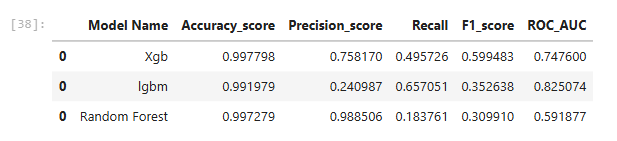 [38]:
Model Name Accuracy_score Precision_score Recall F1_score ROC_AUC
0 Xgb 0.997798 0.758170 0.495726 0.599483 0.747600
0 lgbm 0.991979 0.240987 0.657051 0.352638 0.825074
0 Random Forest 0.997279 0.988506 0.183761 0.309910 0.591877